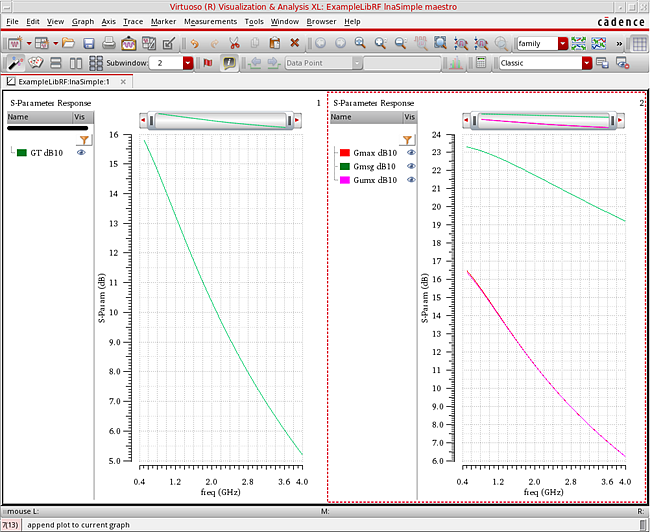 Virtuoso (R) Visualization & Analysis XL: ExampleLibRF lnaSimple maestro
File Edit View Graph Axis Trace Marker Measurements Tools Window Browser Help
cādence
family
»
Subwindow: 2
Data Point
Classic
ExampleLibRF:lnaSimple:1
S-Parameter Response 1
Name Vis
GT dB10
S-Param (dB)
16
15
14
13
12
11
10
9.0
8.0
7.0
6.0
5.0
0.4 1.2 2.0 2.8 3.6 4.0
freq (GHz)
S-Parameter Response 2
Name Vis
Gmax dB10
Gmsg dB10
Gumx dB10
S-Param (dB)
24
23
22
21
20
19
18
17
16
15
14
13
12
11
10
9.0
8.0
7.0
6.0
0.4 1.2 2.0 2.8 3.6 4.0
freq (GHz)
mouse L: M: R:
7(13) append plot to current graph